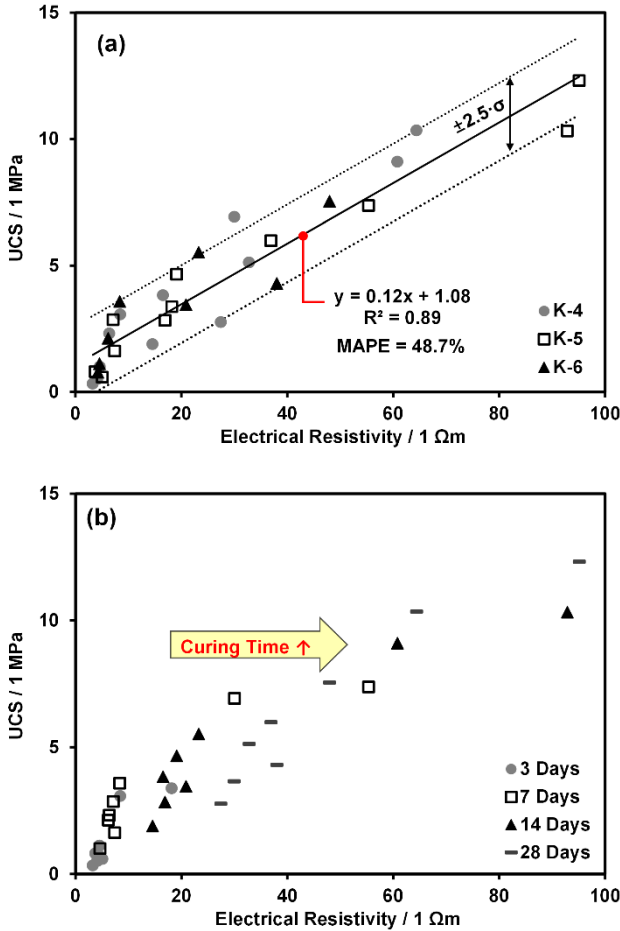 (a)
15
10
5
0
UCS / 1 MPa
±2.5·σ
y = 0.12x + 1.08
R² = 0.89
MAPE = 48.7%
K-4
K-5
K-6
0 20 40 60 80 100
Electrical Resistivity / 1 Ωm
(b)
15
10
5
0
UCS / 1 MPa
Curing Time ↑
3 Days
7 Days
14 Days
28 Days
0 20 40 60 80 100
Electrical Resistivity / 1 Ωm